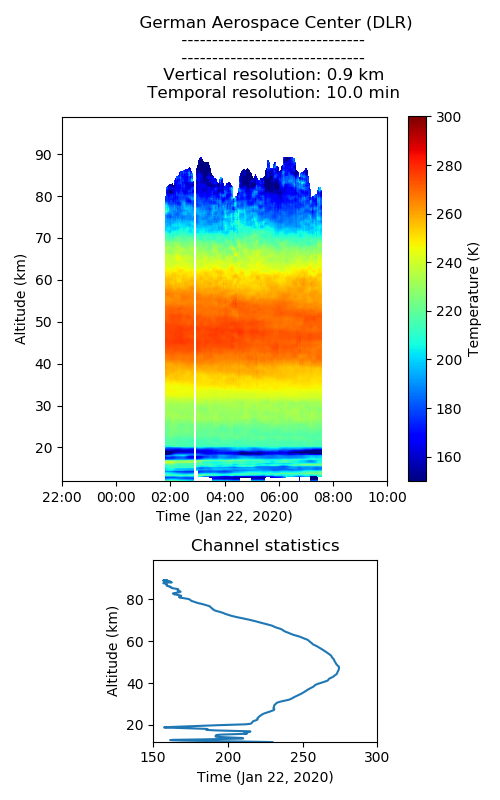 German Aerospace Center (DLR)
--------------------------
--------------------------
Vertical resolution: 0.9 km
Temporal resolution: 10.0 min
90
80
70
60
50
40
30
20
Altitude (km)
22:00 00:00 02:00 04:00 06:00 08:00 10:00
Time (Jan 22, 2020)
300
280
260
240
220
200
180
160
Temperature (K)
Channel statistics
80
60
40
20
Altitude (km)
150 200 250 300
Time (Jan 22, 2020)